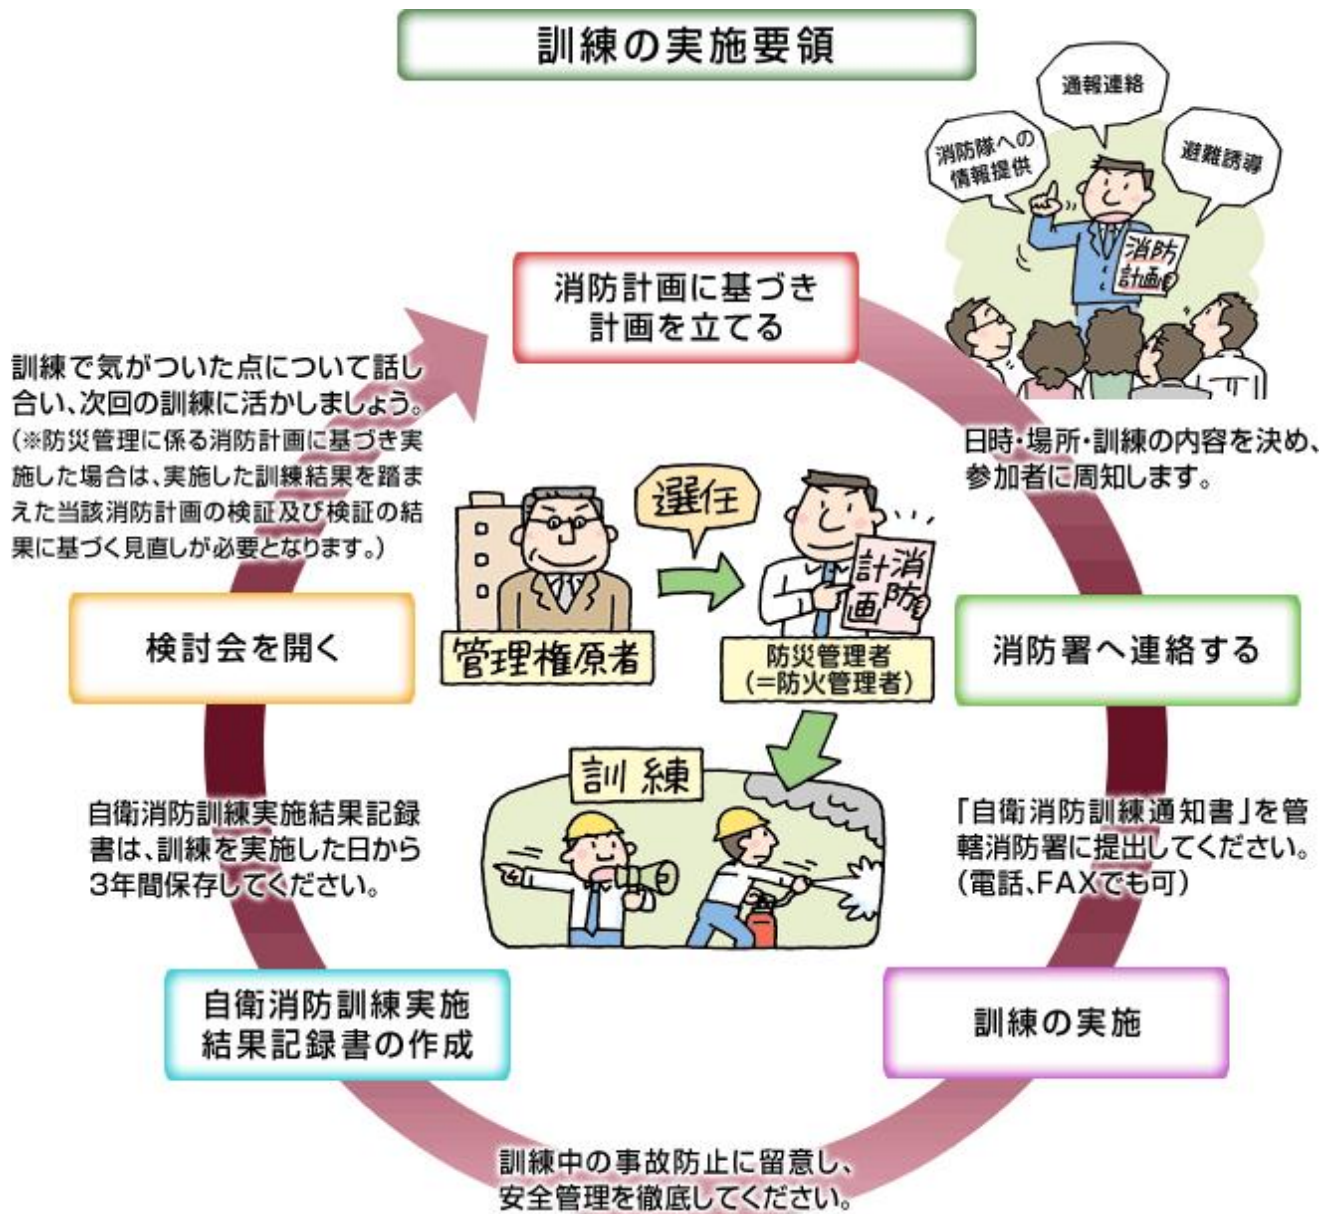 訓練の実施要領
通報連絡
消防隊への
情報提供
避難誘導
消防
計画
消防計画に基づき
計画を立てる
日時・場所・訓練の内容を決め、
参加者に周知します。
消防署へ連絡する
「自衛消防訓練通知書」を管
轄消防署に提出してください。
（電話、FAXでも可）
訓練の実施
訓練中の事故防止に留意し、
安全管理を徹底してください。
自衛消防訓練実施
結果記録書の作成
自衛消防訓練実施結果記録
書は、訓練を実施した日から
3年間保存してください。
検討会を開く
訓練で気がついた点について話し
合い、次回の訓練に活かしましょう。
（※防災管理に係る消防計画に基づき実
施した場合は、実施した訓練結果を踏ま
えた当該消防計画の検証及び検証の結
果に基づく見直しが必要となります。）
選任
管理権原者
消防
計画
防災管理者
（＝防火管理者）
訓練